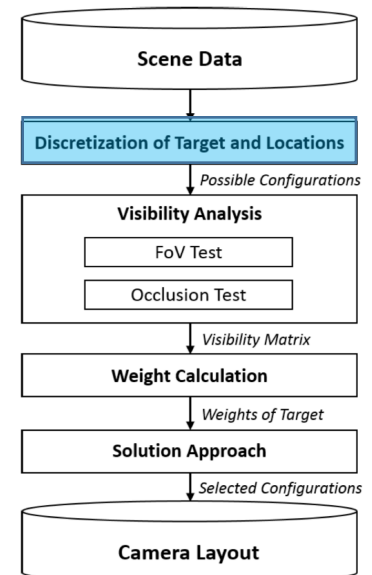 Scene Data
Discretization of Target and Locations
Possible Configurations
Visibility Analysis
FoV Test
Occlusion Test
Visibility Matrix
Weight Calculation
Weights of Target
Solution Approach
Selected Configurations
Camera Layout